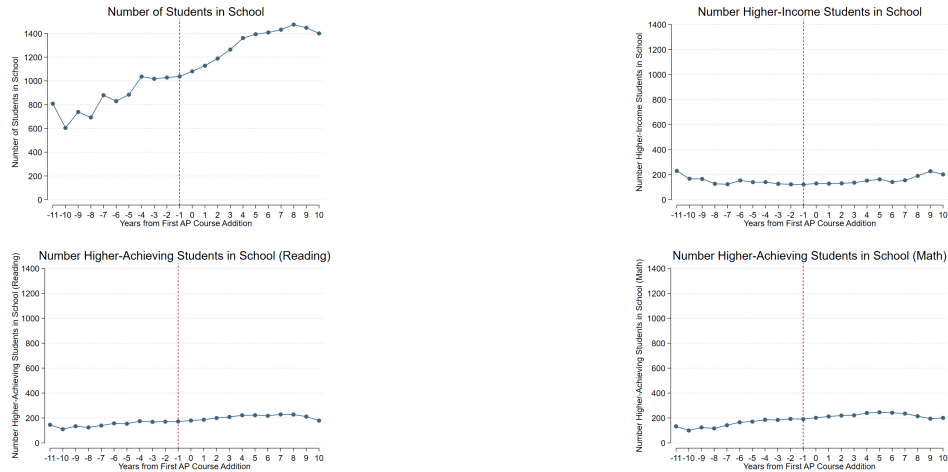 Number of Students in School
Number of Students in School
1400
1200
1000
800
600
400
200
0
-11 -10 -9 -8 -7 -6 -5 -4 -3 -2 -1 0 1 2 3 4 5 6 7 8 9 10
Years from First AP Course Addition
Number Higher-Income Students in School
Number Higher-Income Students in School
1400
1200
1000
800
600
400
200
0
-11 -10 -9 -8 -7 -6 -5 -4 -3 -2 -1 0 1 2 3 4 5 6 7 8 9 10
Years from First AP Course Addition
Number Higher-Achieving Students in School (Reading)
Number Higher-Achieving Students in School (Reading)
1400
1200
1000
800
600
400
200
0
-11 -10 -9 -8 -7 -6 -5 -4 -3 -2 -1 0 1 2 3 4 5 6 7 8 9 10
Years from First AP Course Addition
Number Higher-Achieving Students in School (Math)
Number Higher-Achieving Students in School (Math)
1400
1200
1000
800
600
400
200
0
-11 -10 -9 -8 -7 -6 -5 -4 -3 -2 -1 0 1 2 3 4 5 6 7 8 9 10
Years from First AP Course Addition